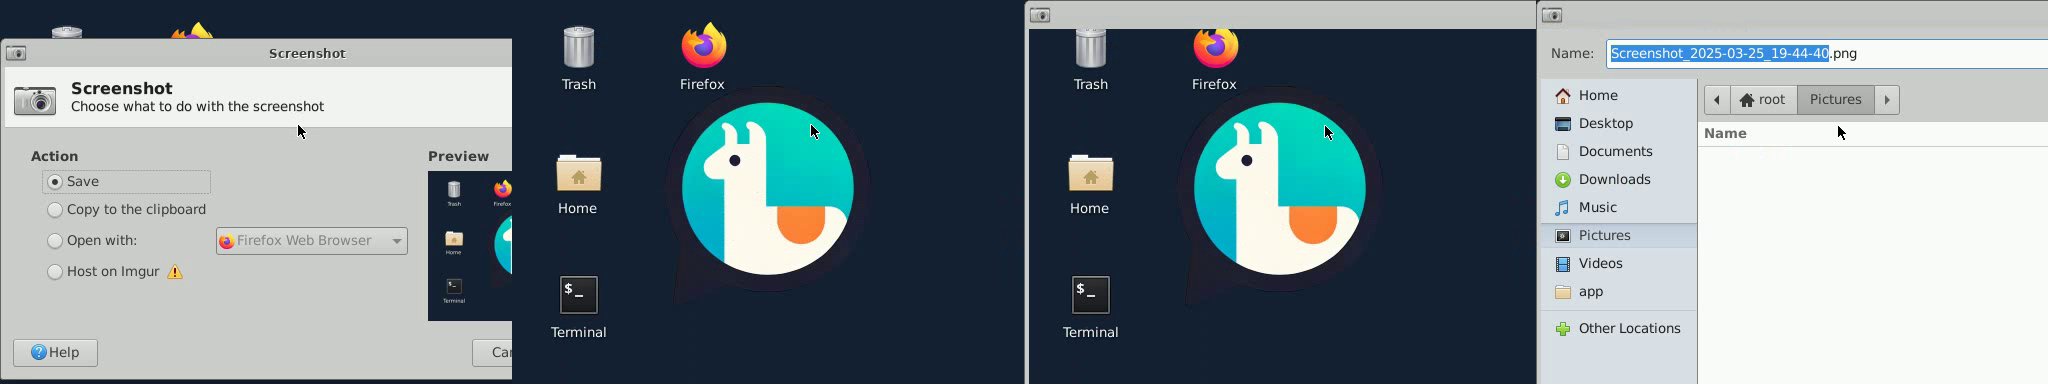 Screenshot
Screenshot
Choose what to do with the screenshot
Action
Save
Copy to the clipboard
Open with:
Firefox Web Browser
Host on Imgur
Help
Preview
Trash
Firefox
Home
Terminal
Trash
Firefox
Home
$_
Terminal
Trash
Firefox
Home
$_
Terminal
Name:
Screenshot_2025-03-25_19-44-40.png
Home
Desktop
Documents
Downloads
Music
Pictures
Videos
app
Other Locations
root
Pictures
Name